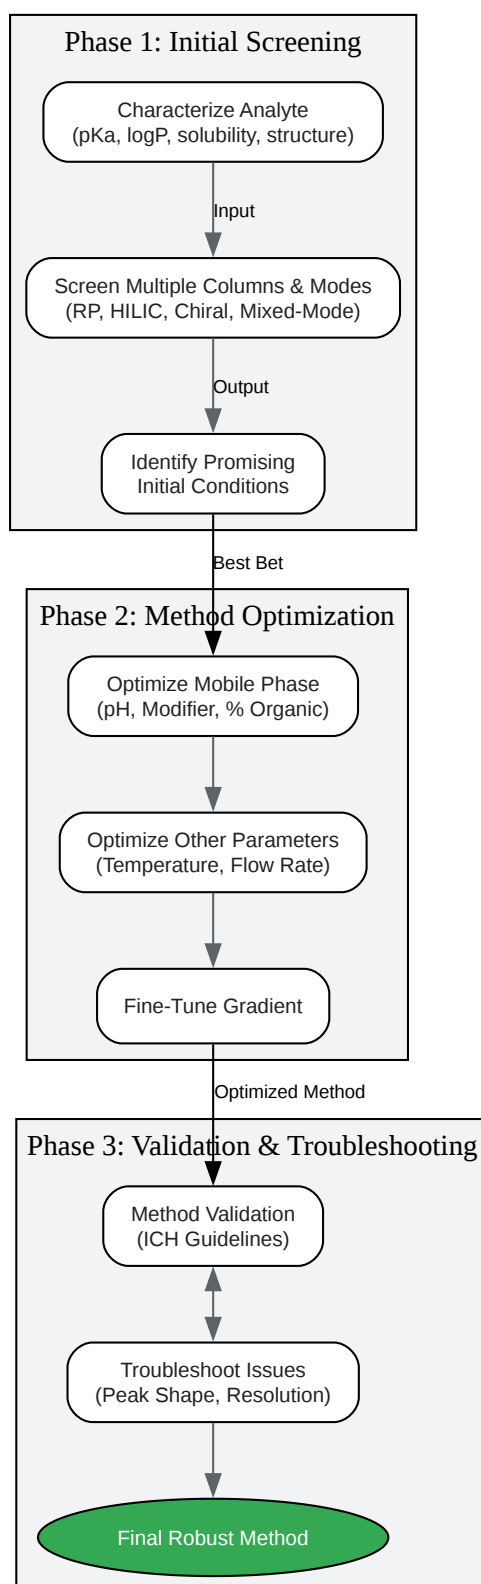 Phase 1: Initial Screening
Characterize Analyte
(pKa, logP, solubility, structure)
Input
Screen Multiple Columns & Modes
(RP, HILIC, Chiral, Mixed-Mode)
Output
Identify Promising
Initial Conditions
Best Bet
Phase 2: Method Optimization
Optimize Mobile Phase
(pH, Modifier, % Organic)
Optimize Other Parameters
(Temperature, Flow Rate)
Fine-Tune Gradient
Optimized Method
Phase 3: Validation & Troubleshooting
Method Validation
(ICH Guidelines)
Troubleshoot Issues
(Peak Shape, Resolution)
Final Robust Method